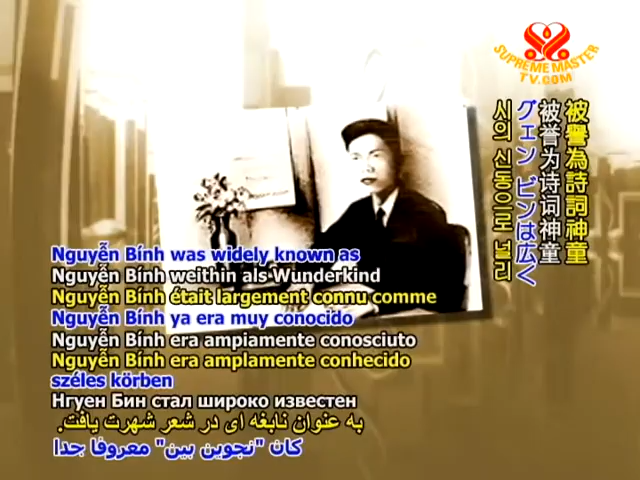 SUPREME MASTER
TV.COM
被譽為詩詞神童
被誉为诗词神童
グェン ビンは広く
시의 신동으로 널리
Nguyễn Bính was widely known as
Nguyễn Bính weithin als Wunderkind
Nguyễn Bính était largement connu comme
Nguyễn Bính ya era muy conocido
Nguyễn Bính era ampiamente conosciuto
Nguyễn Bính era amplamente conhecido
széles körben
Нгуен Бин стал широко известен
به عنوان نابغه ای در شعر شهرت یافت.
كان "نجوين بين" معروفا جدا